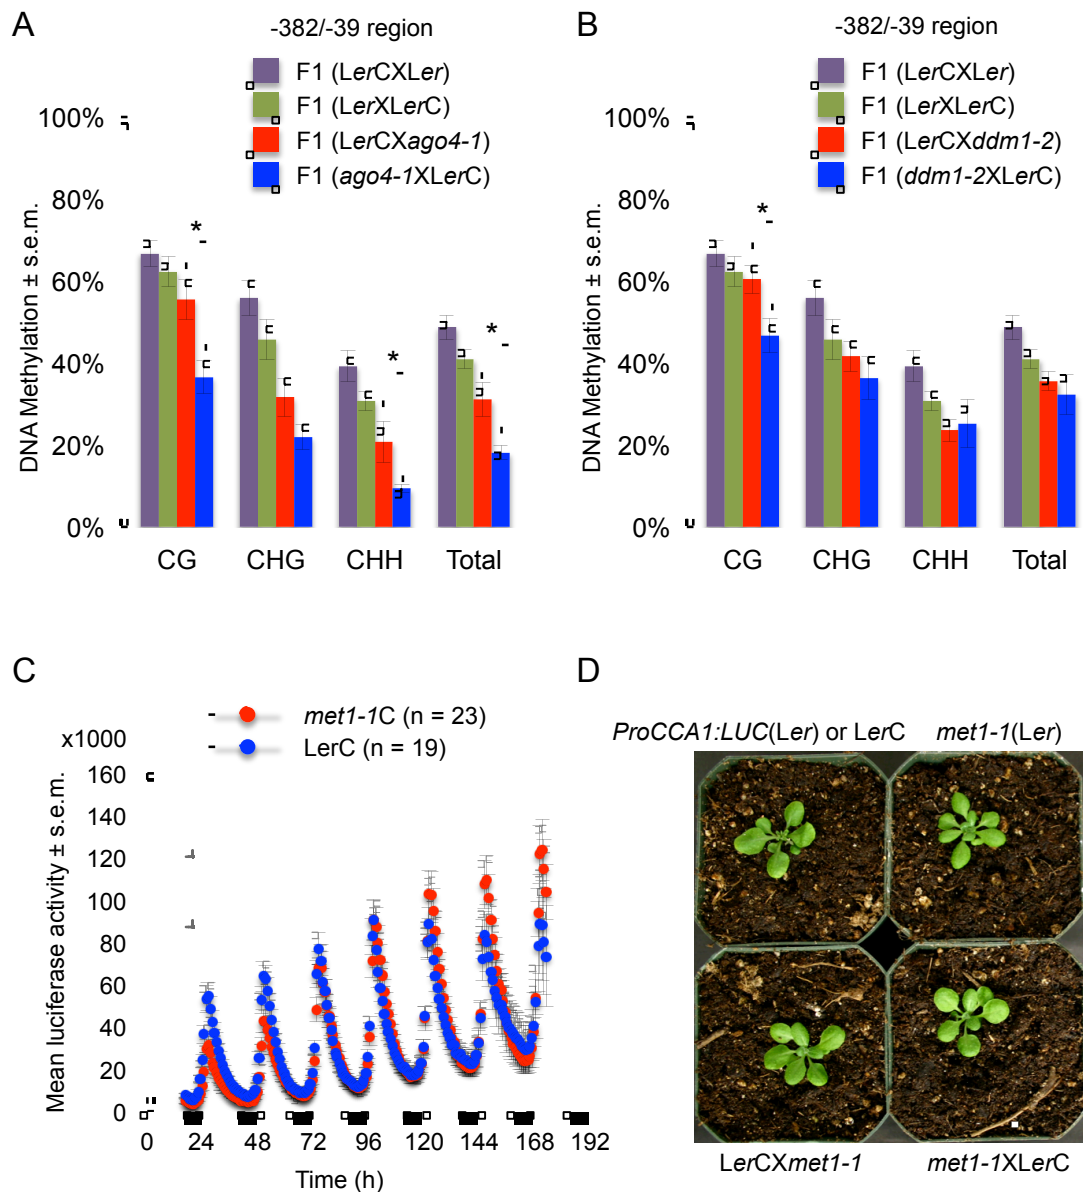 A
-382/-39 region
F1 (LerCXLer)
F1 (LerXLerC)
F1 (LerCXago4-1)
F1 (ago4-1XLerC)
DNA Methylation ± s.e.m.
100%
80%
60%
40%
20%
0%
*
*
*
CG CHG CHH Total
B
-382/-39 region
F1 (LerCXLer)
F1 (LerXLerC)
F1 (LerCXddm1-2)
F1 (ddm1-2XLerC)
DNA Methylation ± s.e.m.
100%
80%
60%
40%
20%
0%
*
CG CHG CHH Total
C
met1-1C (n = 23)
LerC (n = 19)
Mean luciferase activity ± s.e.m.
x1000
160
140
120
100
80
60
40
20
0
0 24 48 72 96 120 144 168 192
Time (h)
D
ProCCA1:LUC(Ler) or LerC met1-1(Ler)
LerCXmet1-1 met1-1XLerC